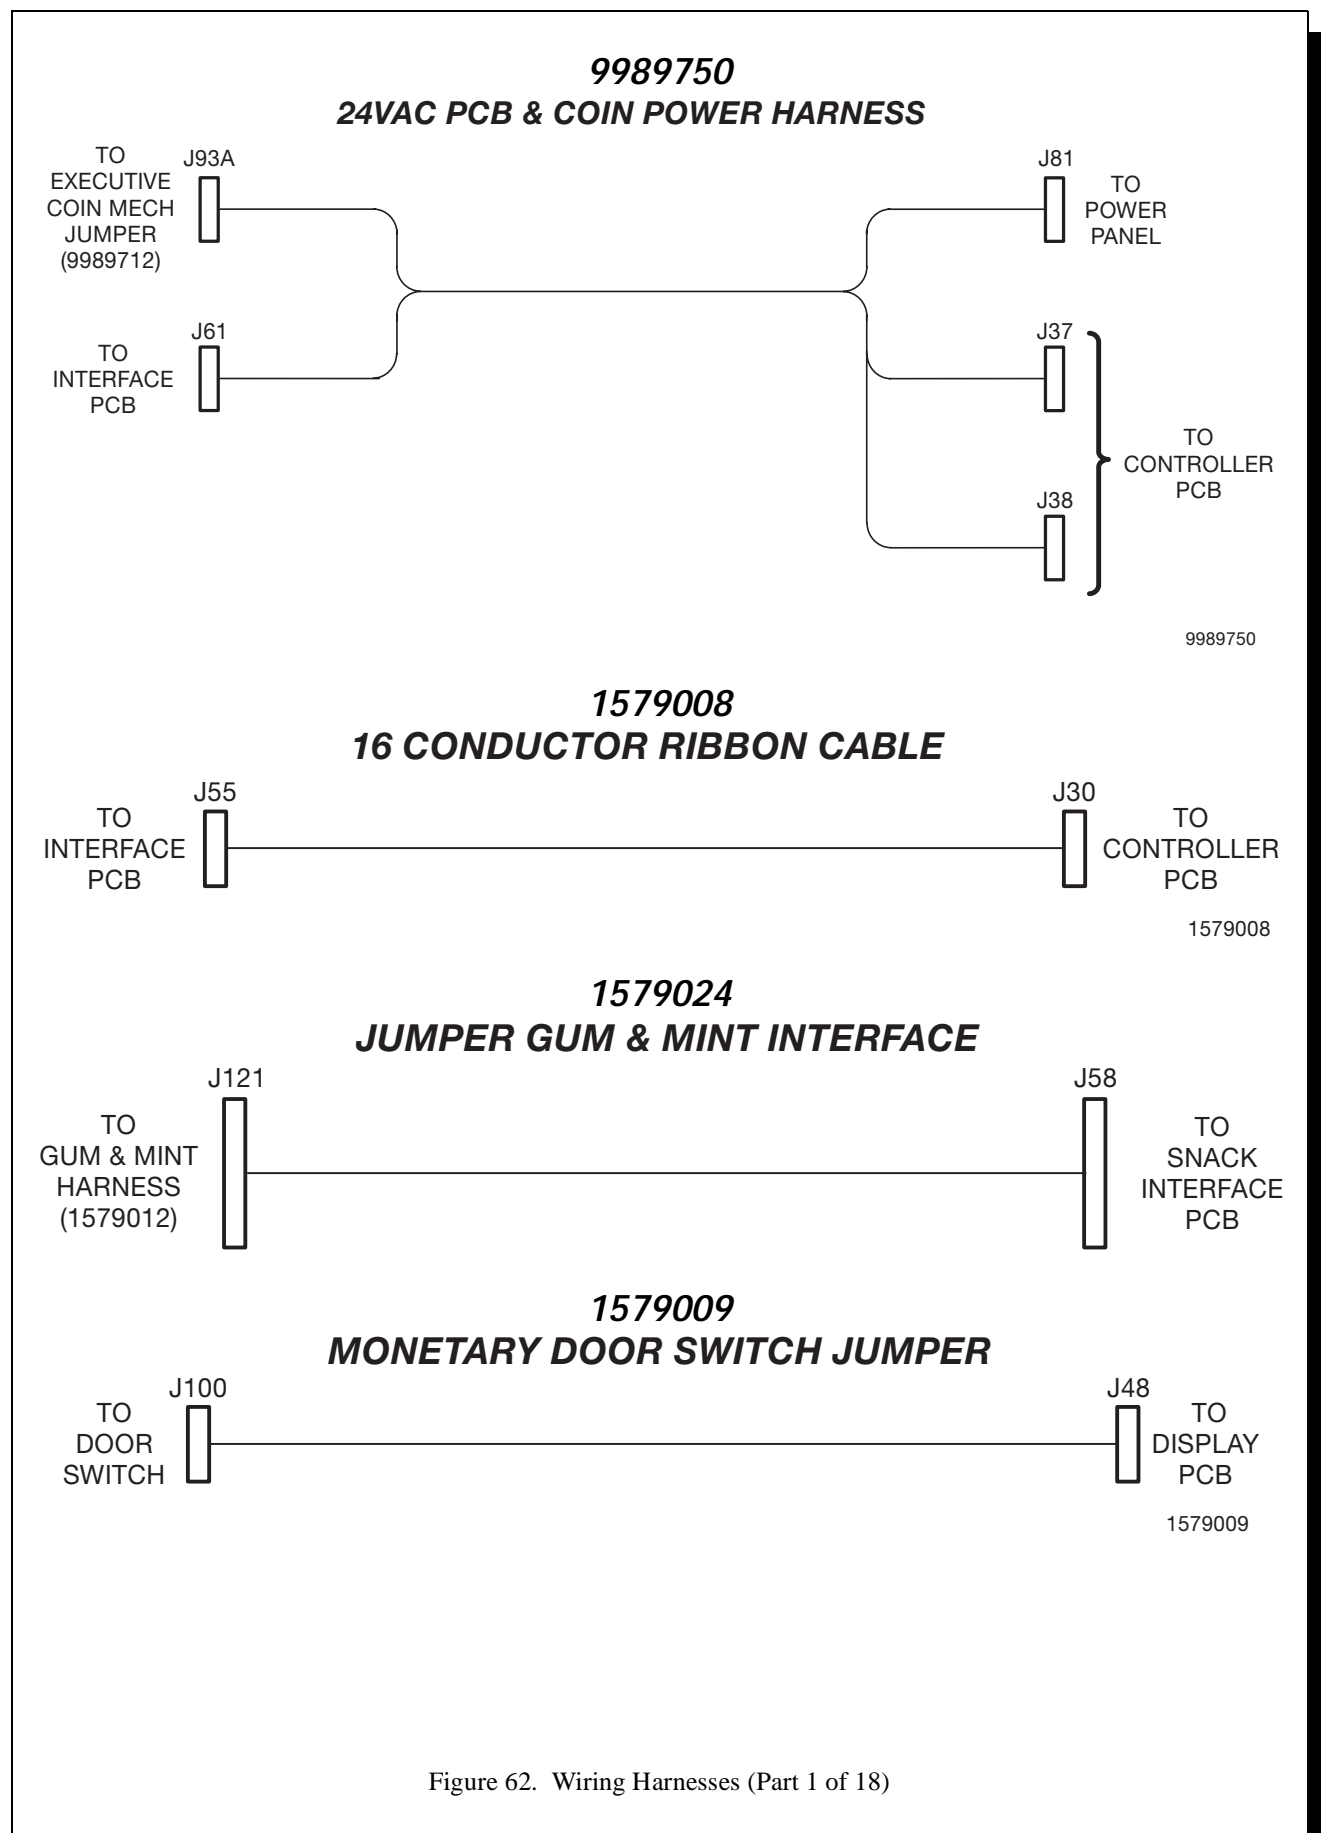 9989750
24VAC PCB & COIN POWER HARNESS
TO
EXECUTIVE
COIN MECH
JUMPER
(9989712)
J93A
J81
TO
POWER
PANEL
TO
INTERFACE
PCB
J61
J37
J38
TO
CONTROLLER
PCB
9989750
1579008
16 CONDUCTOR RIBBON CABLE
TO
INTERFACE
PCB
J55
J30
TO
CONTROLLER
PCB
1579008
1579024
JUMPER GUM & MINT INTERFACE
TO
GUM & MINT
HARNESS
(1579012)
J121
J58
TO
SNACK
INTERFACE
PCB
1579009
MONETARY DOOR SWITCH JUMPER
TO
DOOR
SWITCH
J100
J48
TO
DISPLAY
PCB
1579009
Figure 62. Wiring Harnesses (Part 1 of 18)